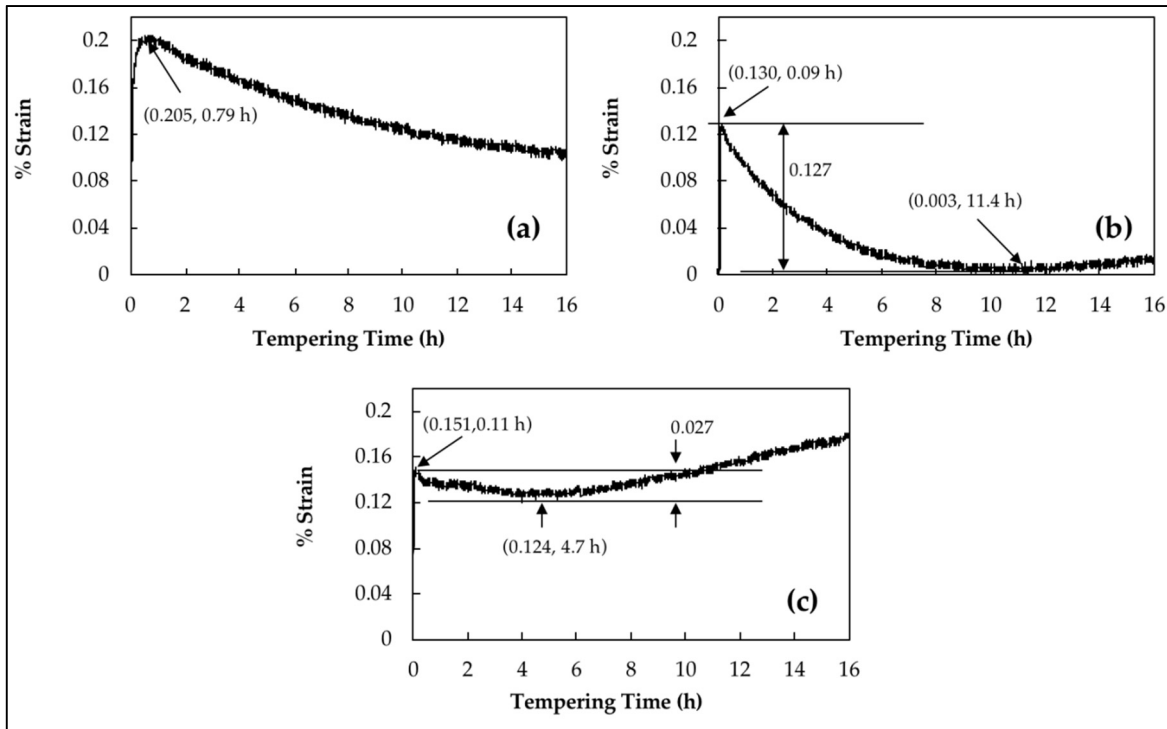 0.2
0.16
0.12
0.08
0.04
0
% Strain
(0.205, 0.79 h)
(a)
0 2 4 6 8 10 12 14 16
Tempering Time (h)
0.2
0.16
0.12
0.08
0.04
0
% Strain
(0.130, 0.09 h)
0.127
(0.003, 11.4 h)
(b)
0 2 4 6 8 10 12 14 16
Tempering Time (h)
0.2
0.16
0.12
0.08
0.04
0
% Strain
(0.151,0.11 h)
0.027
(0.124, 4.7 h)
(c)
0 2 4 6 8 10 12 14 16
Tempering Time (h)